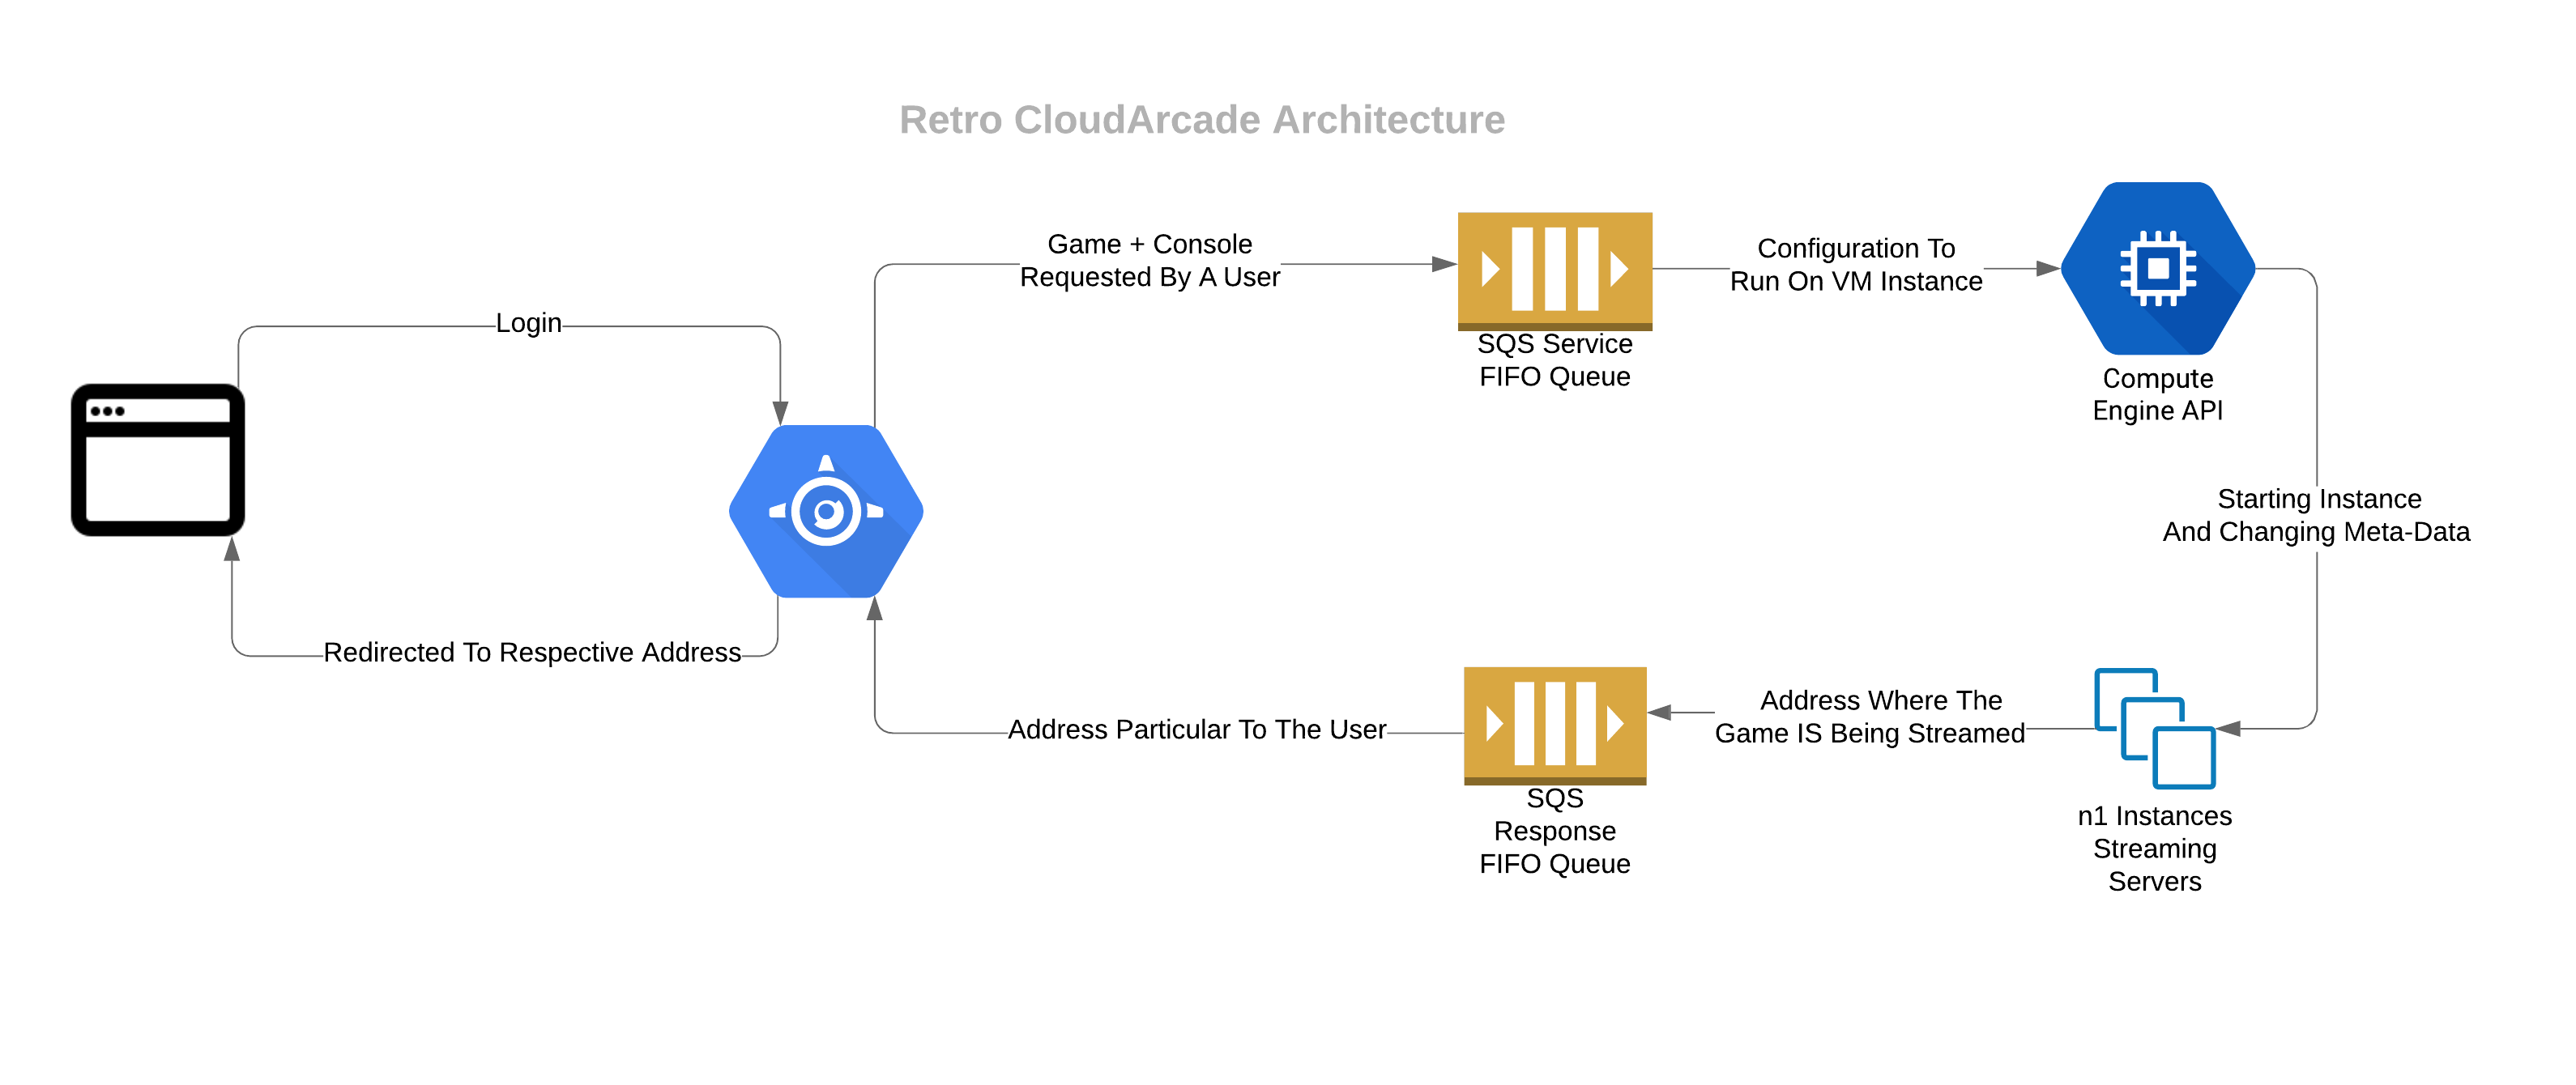 Retro CloudArcade Architecture
Login
Redirected To Respective Address
Game + Console
Requested By A User
SQS Service
FIFO Queue
Configuration To
Run On VM Instance
Compute
Engine API
Starting Instance
And Changing Meta-Data
n1 Instances
Streaming
Servers
Address Where The
Game IS Being Streamed
SQS
Response
FIFO Queue
Address Particular To The User